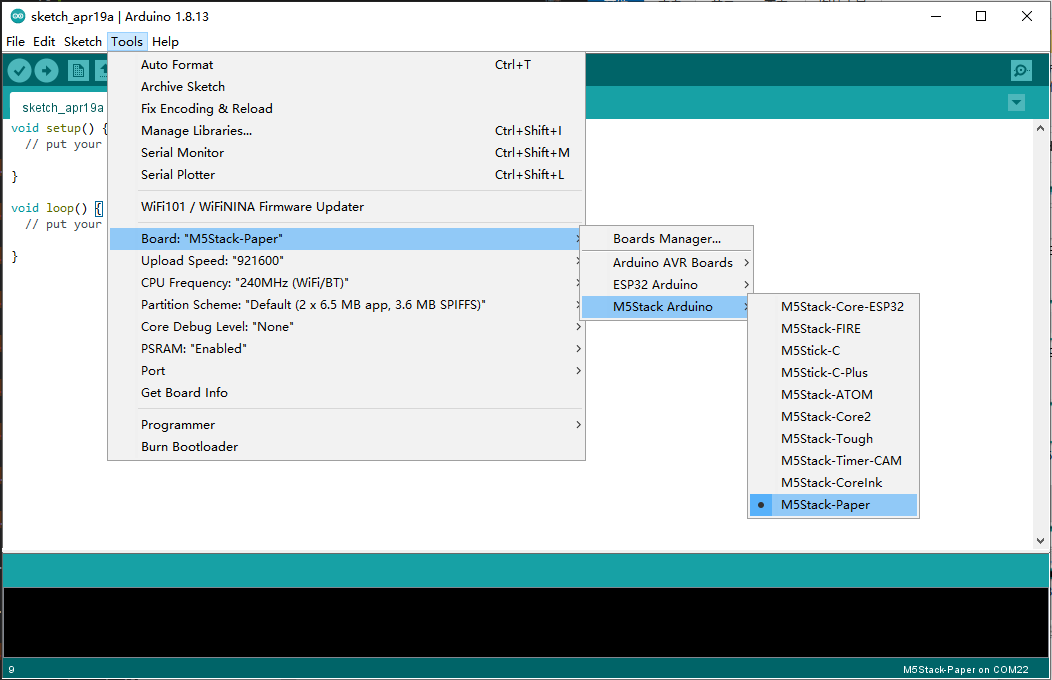 sketch_apr19a | Arduino 1.8.13
File Edit Sketch Tools Help
Auto Format Ctrl+T
Archive Sketch
Fix Encoding & Reload
Manage Libraries... Ctrl+Shift+I
Serial Monitor Ctrl+Shift+M
Serial Plotter Ctrl+Shift+L
WiFi101 / WiFiNINA Firmware Updater
Board: "M5Stack-Paper"
Upload Speed: "921600"
CPU Frequency: "240MHz (WiFi/BT)"
Partition Scheme: "Default (2 x 6.5 MB app, 3.6 MB SPIFFS)"
Core Debug Level: "None"
PSRAM: "Enabled"
Port
Get Board Info
Programmer
Burn Bootloader
Boards Manager...
Arduino AVR Boards
ESP32 Arduino
M5Stack Arduino
M5Stack-Core-ESP32
M5Stack-FIRE
M5Stick-C
M5Stick-C-Plus
M5Stack-ATOM
M5Stack-Core2
M5Stack-Tough
M5Stack-Timer-CAM
M5Stack-CoreInk
M5Stack-Paper
sketch_apr19a
void setup() {
// put your
}
void loop() {
// put your
}
9 M5Stack-Paper on COM22